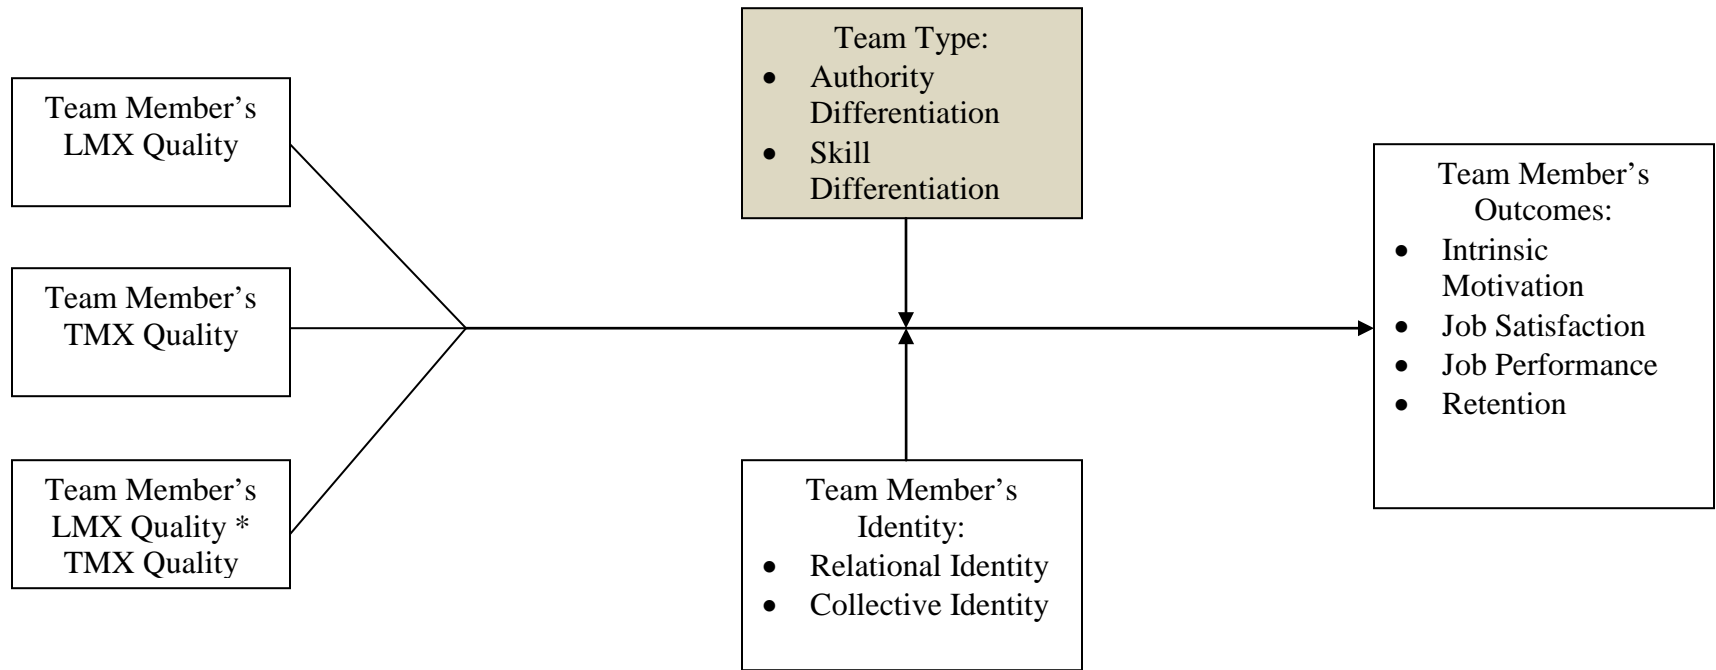 Team Member’s
LMX Quality
Team Member’s
TMX Quality
Team Member’s
LMX Quality *
TMX Quality
Team Type:
• Authority
Differentiation
• Skill
Differentiation
Team Member’s
Identity:
• Relational Identity
• Collective Identity
Team Member’s
Outcomes:
• Intrinsic
Motivation
• Job Satisfaction
• Job Performance
• Retention